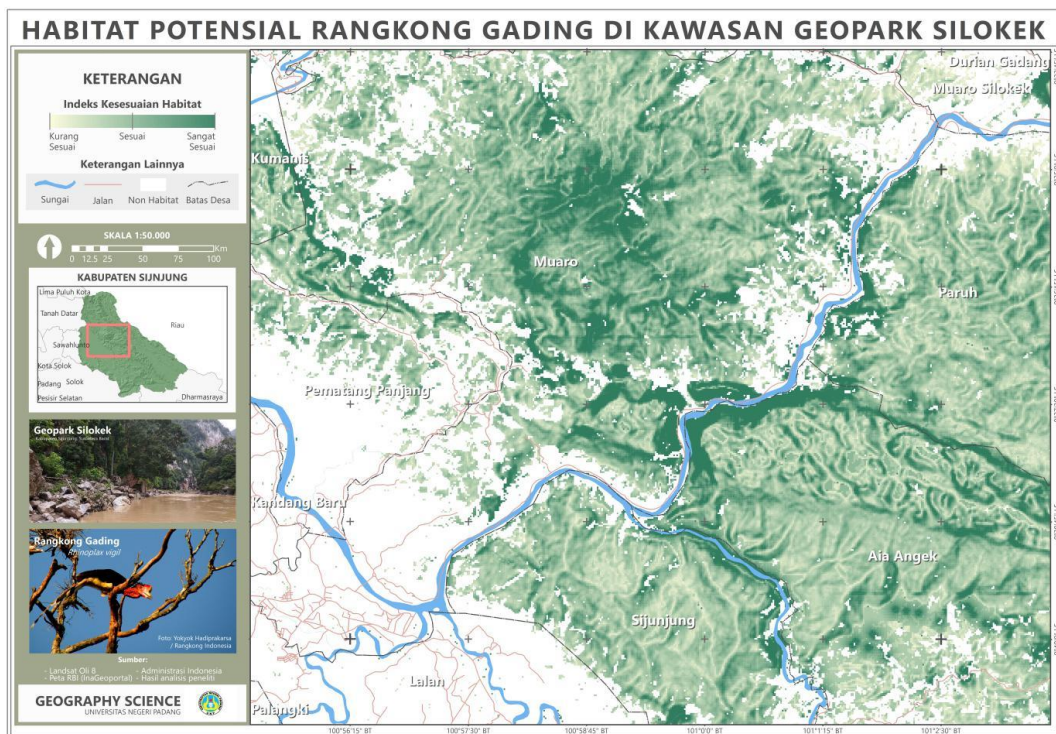 HABITAT POTENSIAL RANGKONG GADING DI KAWASAN GEOPARK SILOKEK
KETERANGAN
Indeks Kesesuaian Habitat
Kurang Sesuai
Sesuai
Sangat Sesuai
Keterangan Lainnya
Sungai
Jalan
Non Habitat
Batas Desa
SKALA 1:50.000
0 12.5 25 50 75 100 Km
KABUPATEN SIJNJUNG
Lima Puluh Kota
Tanah Datar
Riau
Sawahlunto
Kota Solok
Padang
Solok
Pesisir Selatan
Dharmasraya
Geopark Silokek
Rangkong Gading
Rhinoplax vigil
Foto: Yokyok Hadiprakarsa
/ Rangkong Indonesia
Sumber:
- Landsat Oli 8
- Administrasi Indonesia
- Peta RBI (InaGeoportal)
- Hasil analisis peneliti
GEOGRAPHY SCIENCE
UNIVERSITAS NEGERI PADANG
Durian Gadang
Muaro Silokek
Kumanis
Muaro
Paruh
Pematang Panjang
Kandang Baru
Aia Angek
Sijunjung
Lalan
Palangki
100°56'15" BT
100°57'30" BT
100°58'45" BT
101°0'0" BT
101°1'15" BT
101°2'30" BT